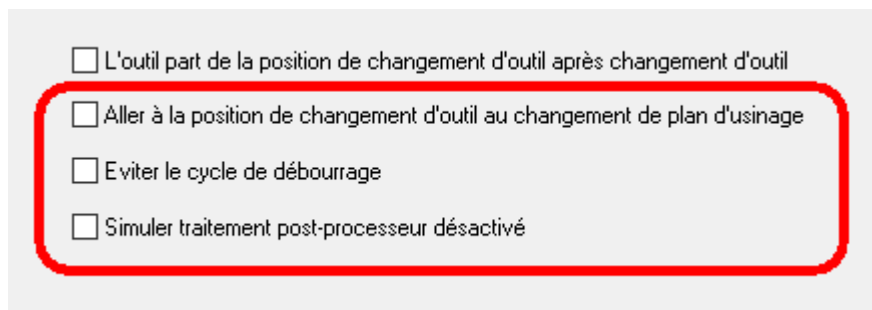 L'outil part de la position de changement d'outil après changement d'outil
Aller à la position de changement d'outil au changement de plan d'usinage
Eviter le cycle de débourrage
Simuler traitement post-processeur désactivé